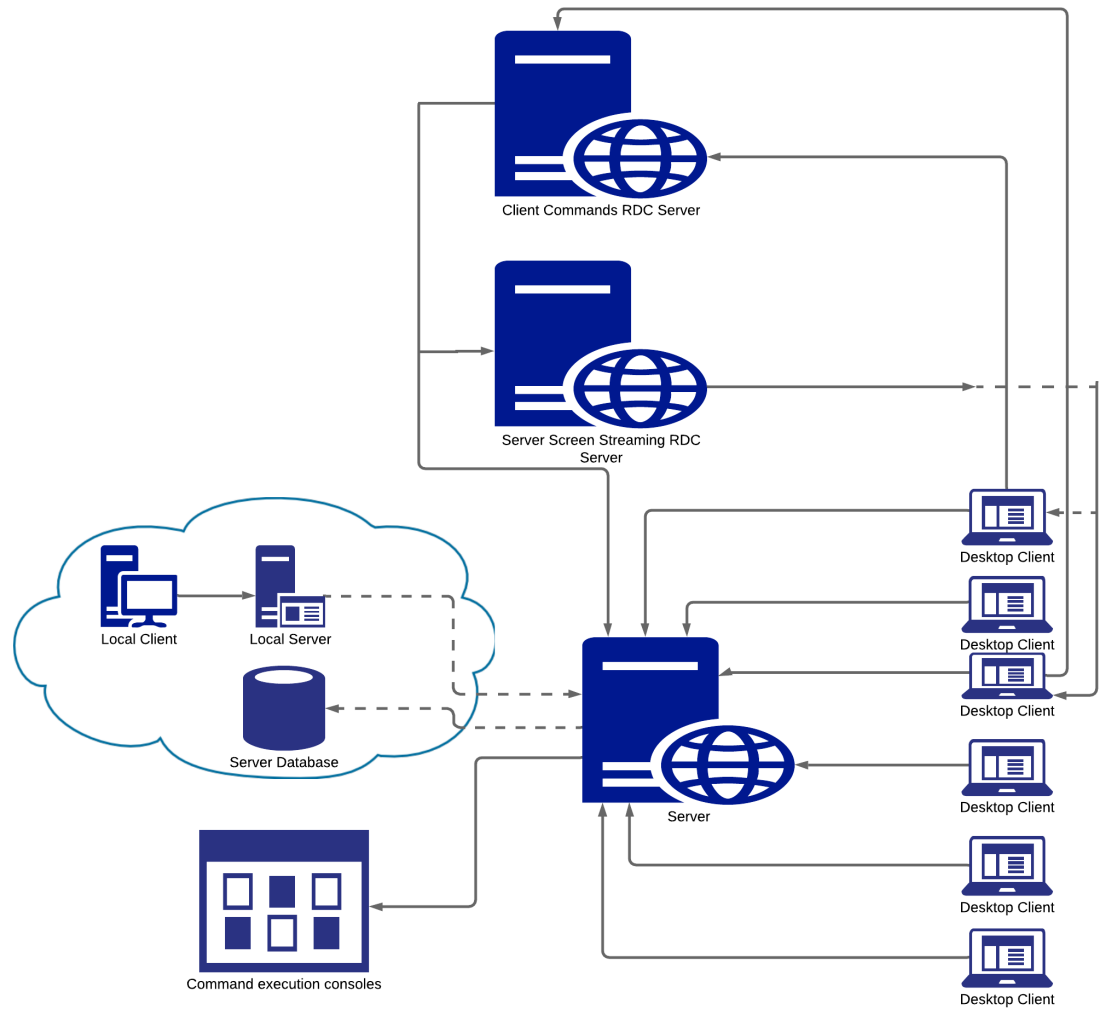 Client Commands RDC Server
Server Screen Streaming RDC
Server
Desktop Client
Local Client
Local Server
Desktop Client
Desktop Client
Server Database
Desktop Client
Server
Desktop Client
Command execution consoles
Desktop Client